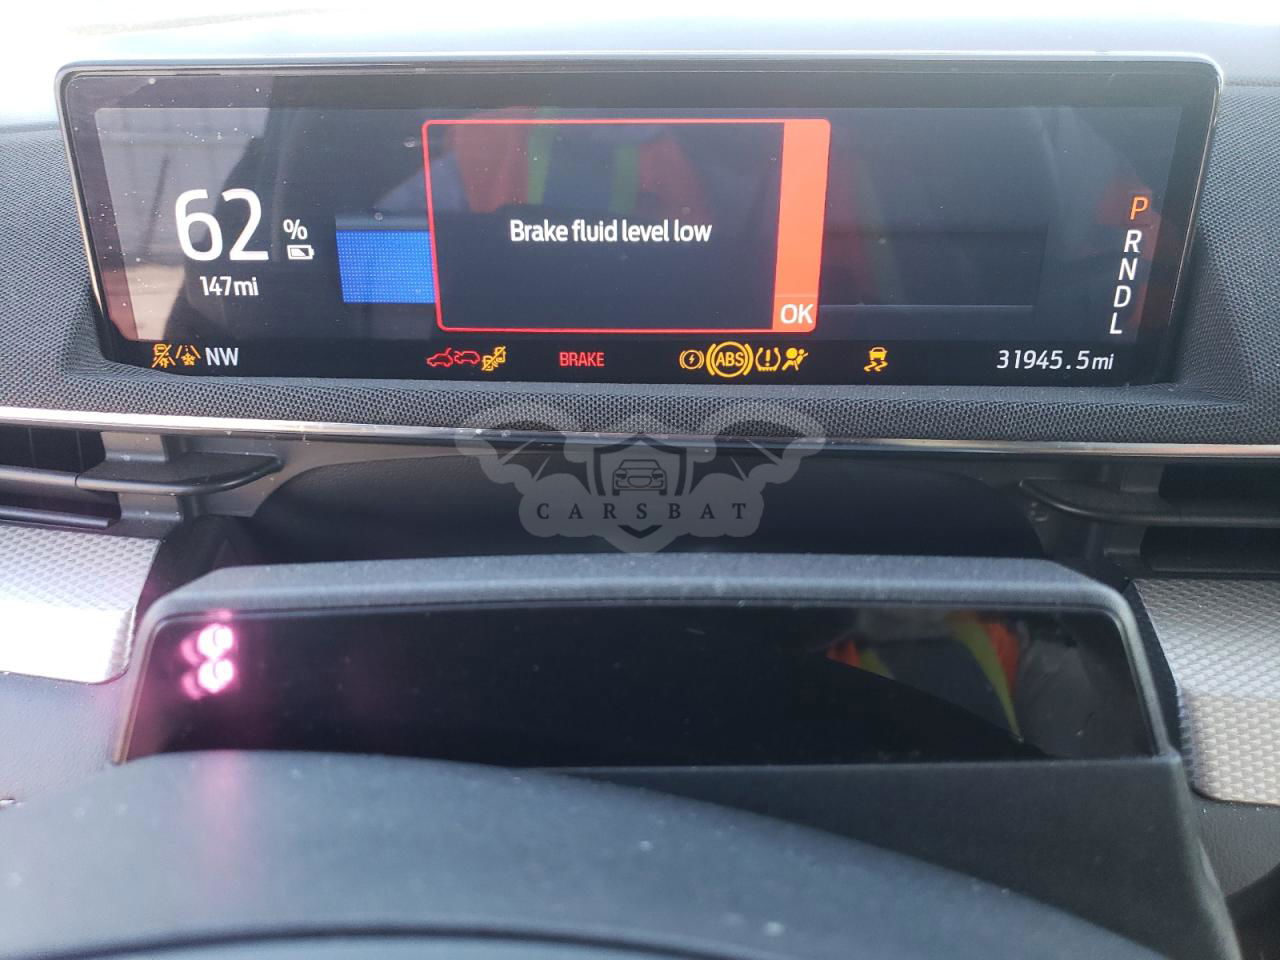 62 %
147mi
Brake fluid level low
OK
P
R
N
D
L
NW
BRAKE
ABS
31945.5mi
CARSBAT